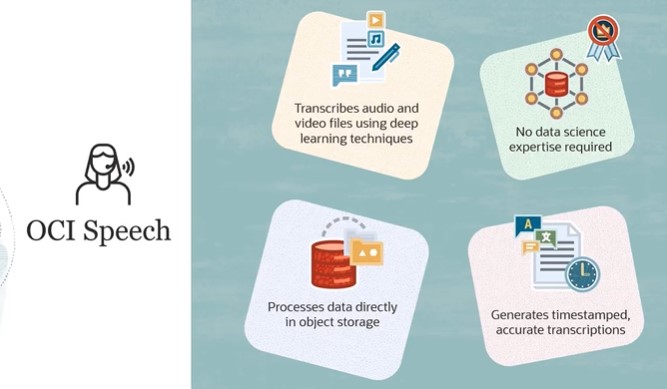 OCI Speech
Transcribes audio and
video files using deep
learning techniques
No data science
expertise required
Processes data directly
in object storage
A
文
Generates timestamped,
accurate transcriptions